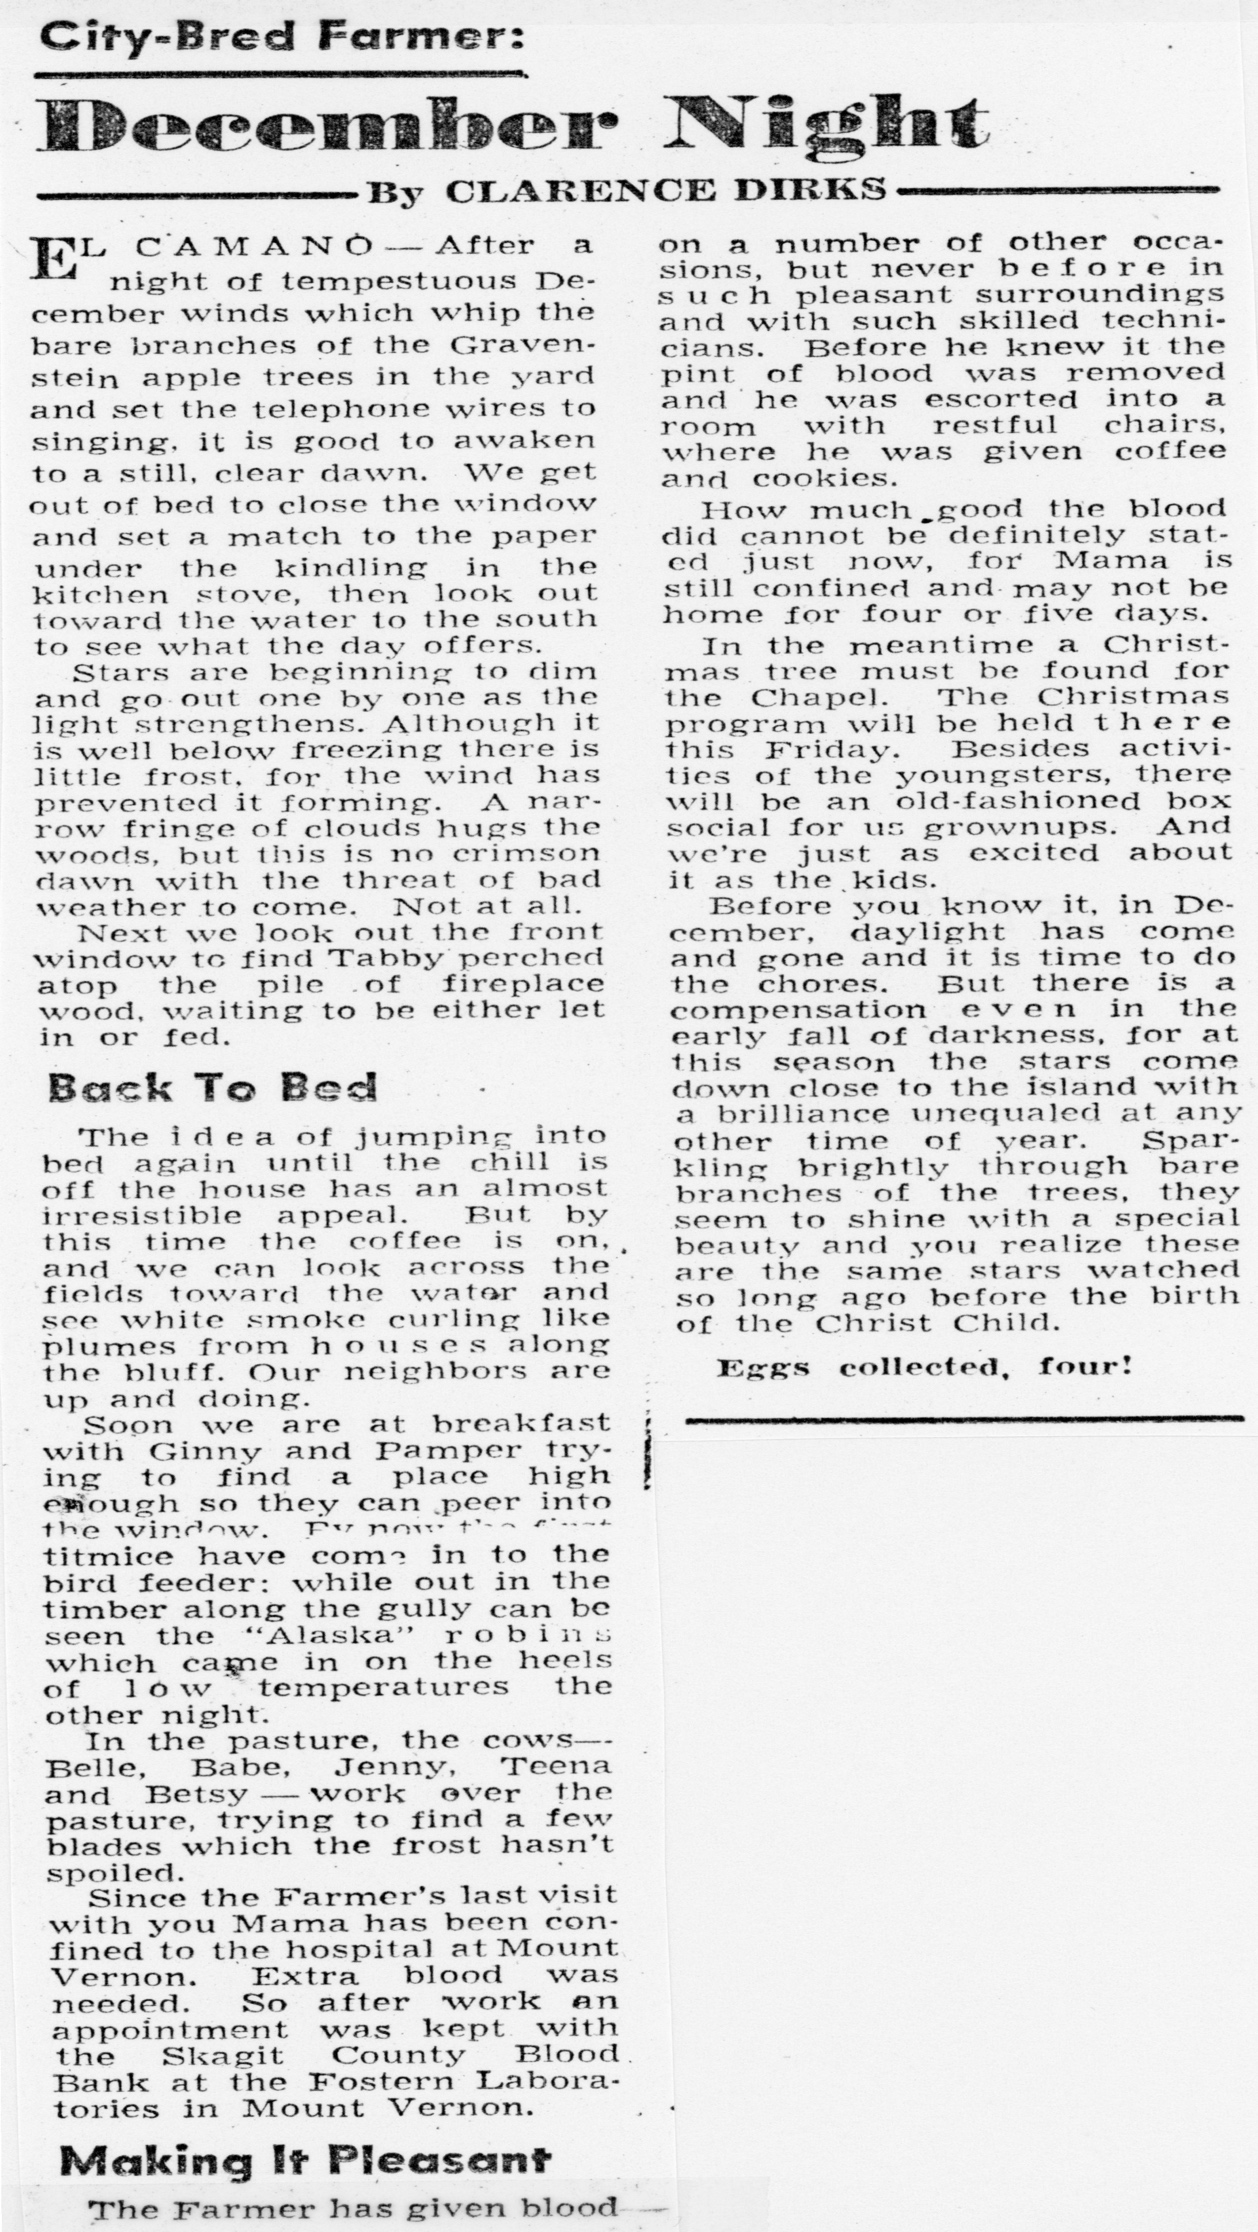 City-Bred Farmer:
December Night
By CLARENCE DIRKS
EL CAMANO — After a
night of tempestuous De-
cember winds which whip the
bare branches of the Graven-
stein apple trees in the yard
and set the telephone wires to
singing, it is good to awaken
to a still, clear dawn. We get
out of bed to close the window
and set a match to the paper
under the kindling in the
kitchen stove, then look out
toward the water to the south
to see what the day offers.
Stars are beginning to dim
and go out one by one as the
light strengthens. Although it
is well below freezing there is
little frost, for the wind has
prevented it forming. A nar-
row fringe of clouds hugs the
woods, but this is no crimson
dawn with the threat of bad
weather to come. Not at all.
Next we look out the front
window to find Tabby perched
atop the pile of fireplace
wood, waiting to be either let
in or fed.
Back To Bed
The idea of jumping into
bed again until the chill is
off the house has an almost
irresistible appeal. But by
this time the coffee is on,
and we can look across the
fields toward the water and
see white smoke curling like
plumes from houses along
the bluff. Our neighbors are
up and doing.
Soon we are at breakfast
with Ginny and Pamper try-
ing to find a place high
enough so they can peer into
the window. By now the first
titmice have come in to the
bird feeder: while out in the
timber along the gully can be
seen the "Alaska" robins
which came in on the heels
of low temperatures the
other night.
In the pasture, the cows—
Belle, Babe, Jenny, Teena
and Betsy — work over the
pasture, trying to find a few
blades which the frost hasn't
spoiled.
Since the Farmer's last visit
with you Mama has been con-
fined to the hospital at Mount
Vernon. Extra blood was
needed. So after work an
appointment was kept with
the Skagit County Blood
Bank at the Fostern Labora-
tories in Mount Vernon.
Making It Pleasant
The Farmer has given blood
on a number of other occa-
sions, but never before in
such pleasant surroundings
and with such skilled techni-
cians. Before he knew it the
pint of blood was removed
and he was escorted into a
room with restful chairs,
where he was given coffee
and cookies.
How much good the blood
did cannot be definitely stat-
ed just now, for Mama is
still confined and may not be
home for four or five days.
In the meantime a Christ-
mas tree must be found for
the Chapel. The Christmas
program will be held there
this Friday. Besides activi-
ties of the youngsters, there
will be an old-fashioned box
social for us grownups. And
we're just as excited about
it as the kids.
Before you know it, in De-
cember, daylight has come
and gone and it is time to do
the chores. But there is a
compensation even in the
early fall of darkness, for at
this season the stars come
down close to the island with
a brilliance unequaled at any
other time of year. Spar-
kling brightly through bare
branches of the trees, they
seem to shine with a special
beauty and you realize these
are the same stars watched
so long ago before the birth
of the Christ Child.
Eggs collected, four!